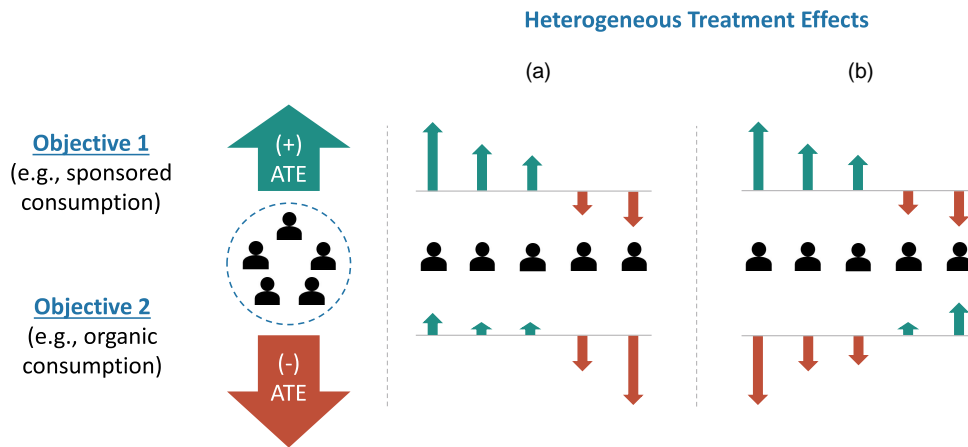 Heterogeneous Treatment Effects
(a)
(b)
Objective 1
(e.g., sponsored
consumption)
(+)
ATE
Objective 2
(e.g., organic
consumption)
(-)
ATE